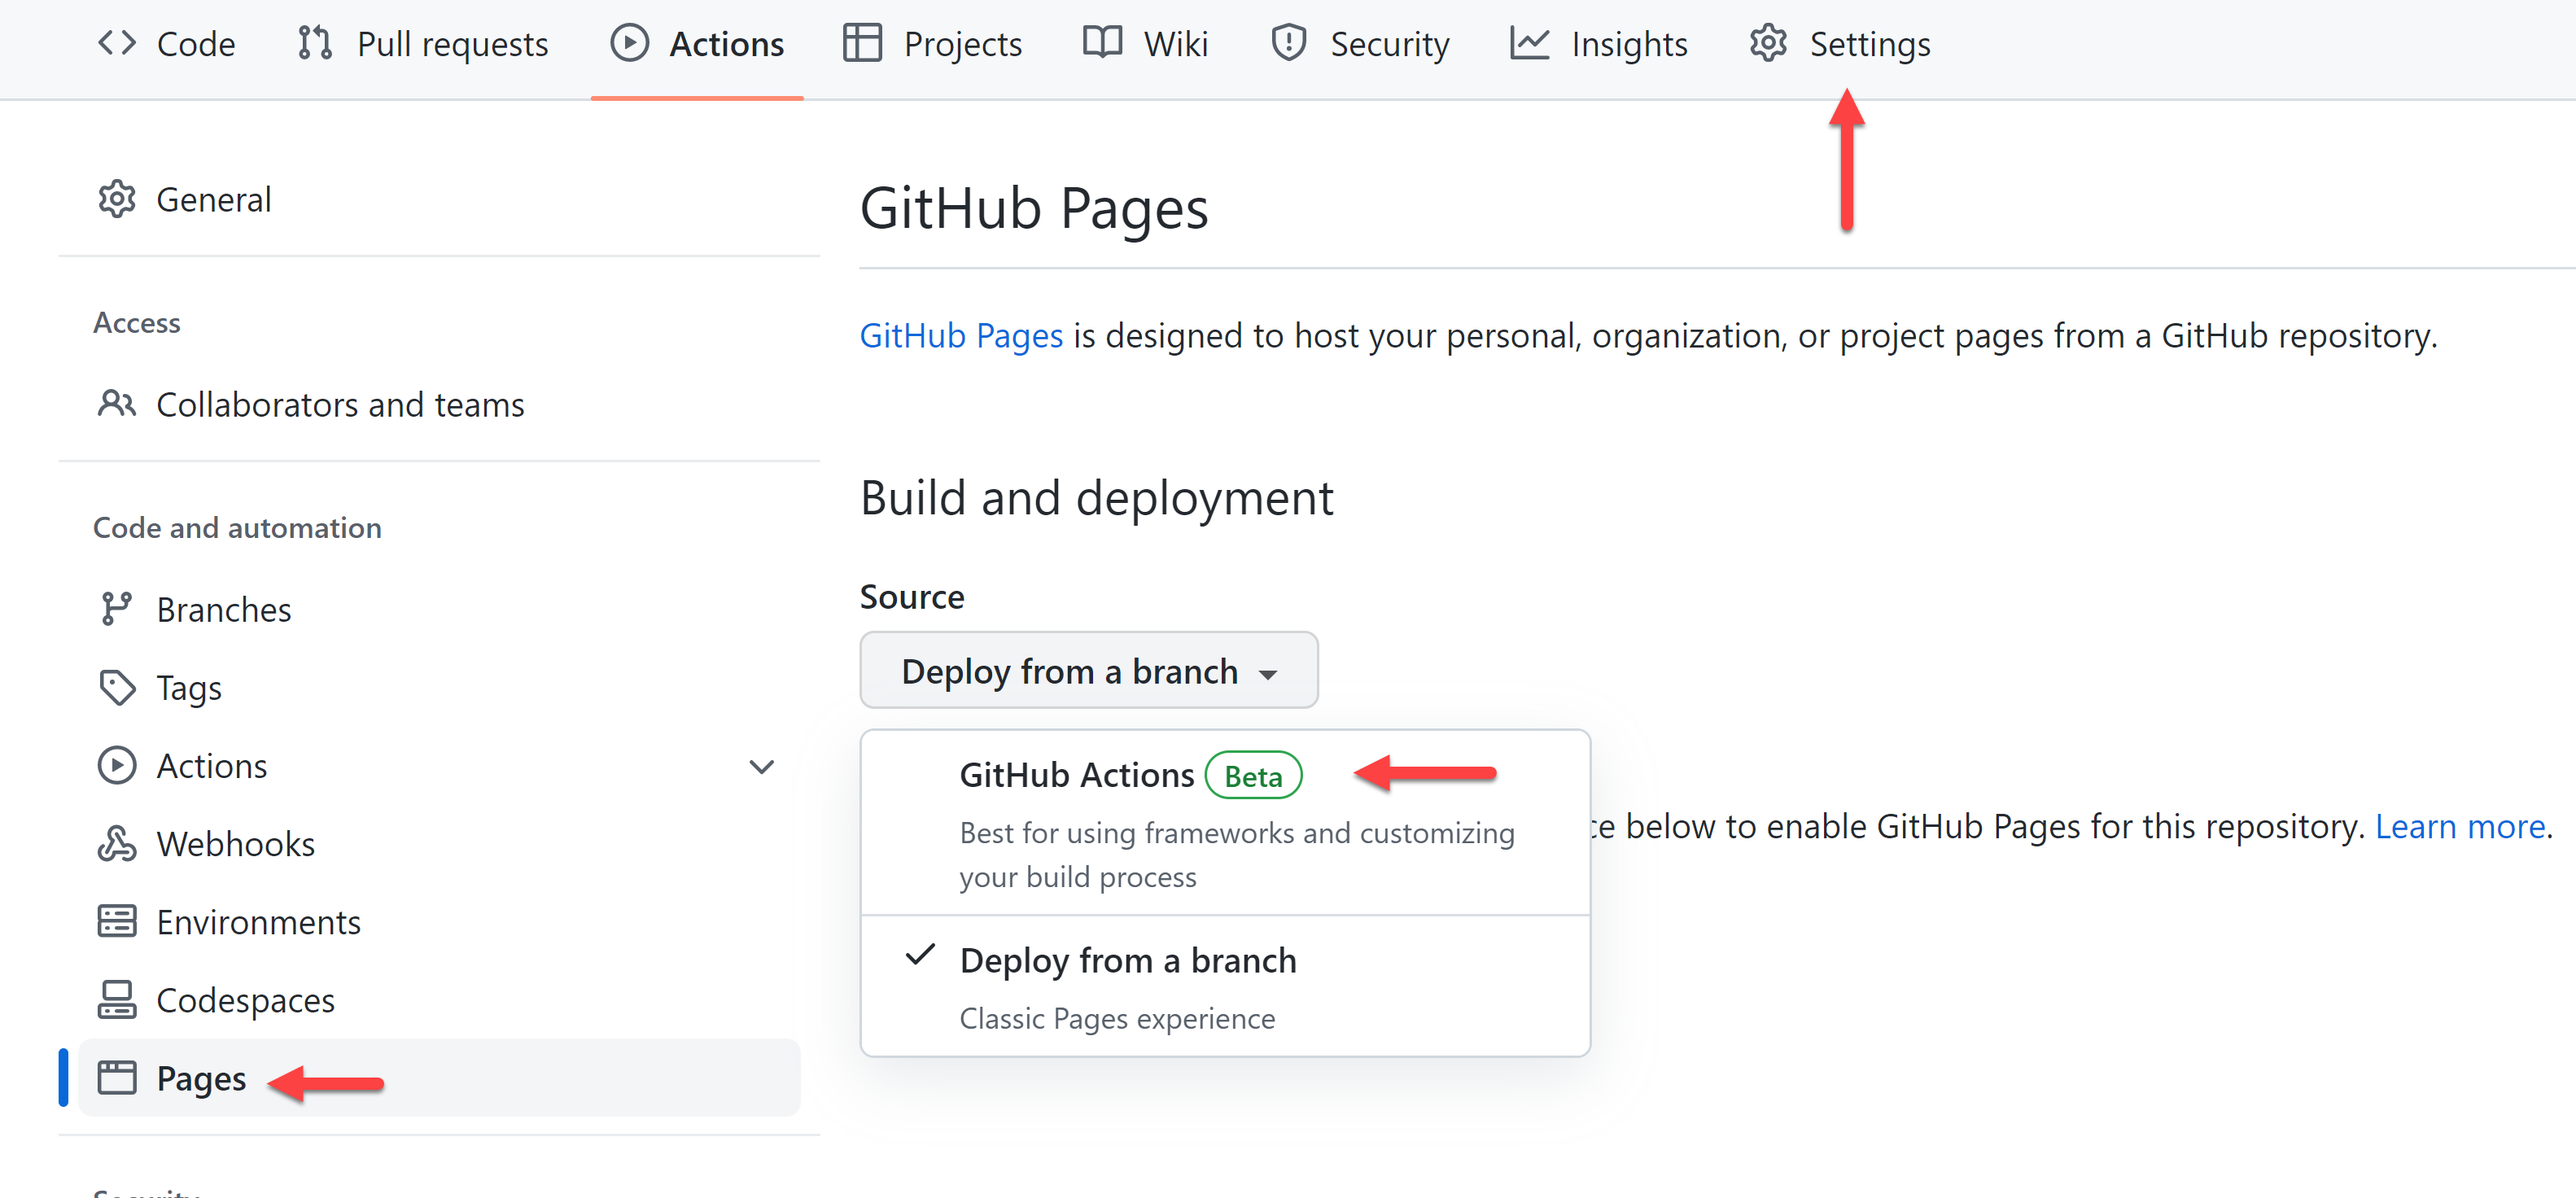 Code Pull requests Actions Projects Wiki Security Insights Settings
General
Access
Collaborators and teams
Code and automation
Branches
Tags
Actions
Webhooks
Environments
Codespaces
Pages
Security
GitHub Pages
GitHub Pages is designed to host your personal, organization, or project pages from a GitHub repository.
Build and deployment
Source
Deploy from a branch
GitHub Actions Beta
Best for using frameworks and customizing
your build process
Deploy from a branch
Classic Pages experience
below to enable GitHub Pages for this repository. Learn more.